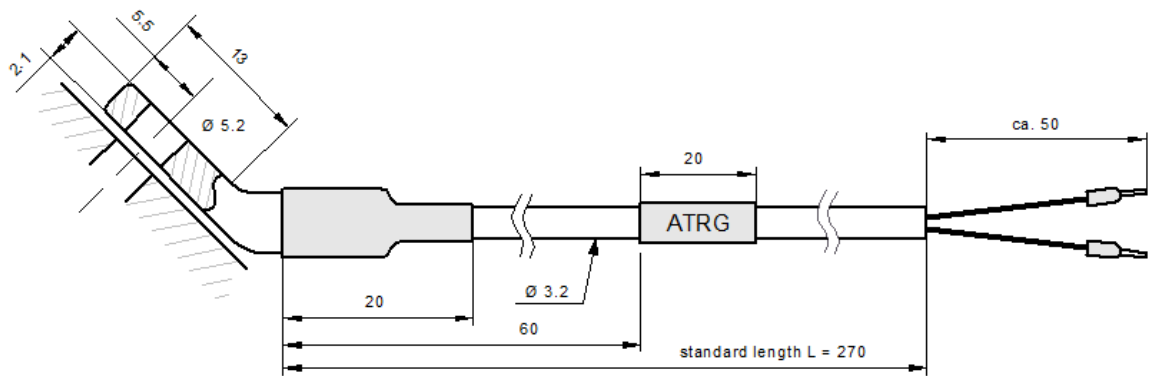 2.1
5.5
13
Ø 5.2
ca. 50
20
ATRG
Ø 3.2
20
60
standard length L = 270